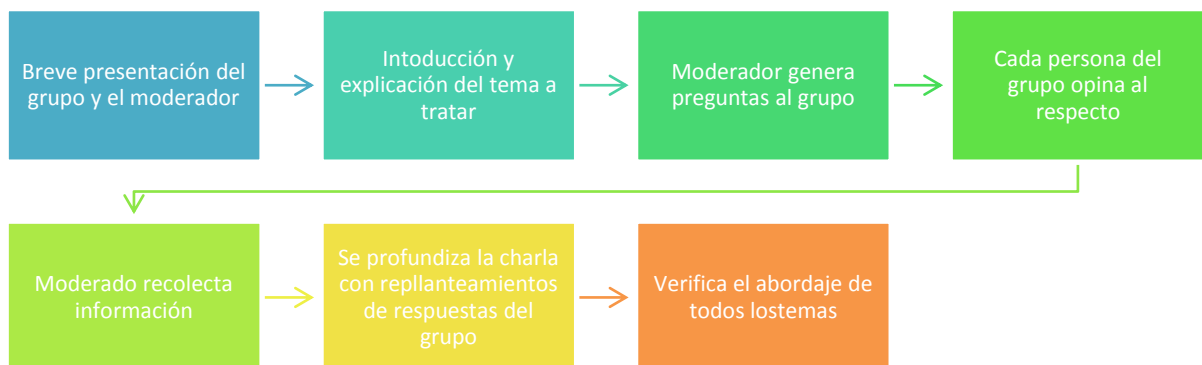 Breve presentación del
grupo y el moderador
Intoducción y
explicación del tema a
tratar
Moderador genera
preguntas al grupo
Cada persona del
grupo opina al
respecto
Moderado recolecta
información
Se profundiza la charla
con repllanteamientos
de respuestas del
grupo
Verifica el abordaje de
todos lostemas